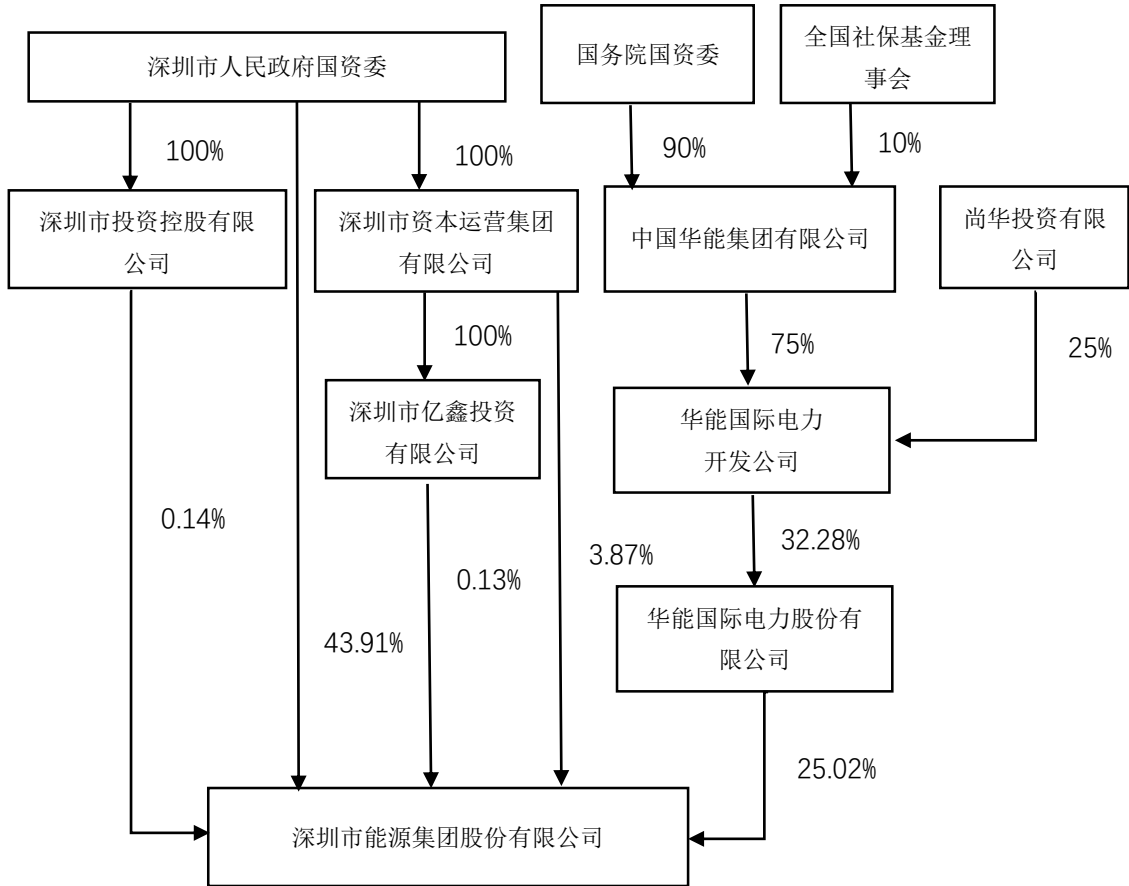 深圳市人民政府国资委
国务院国资委
全国社保基金理
事会
100%
100%
90%
10%
深圳市投资控股有限
公司
深圳市资本运营集团
有限公司
中国华能集团有限公司
尚华投资有限
公司
100%
75%
25%
深圳市亿鑫投资
有限公司
华能国际电力
开发公司
0.14%
0.13%
3.87%
32.28%
43.91%
华能国际电力股份有
限公司
25.02%
深圳市能源集团股份有限公司